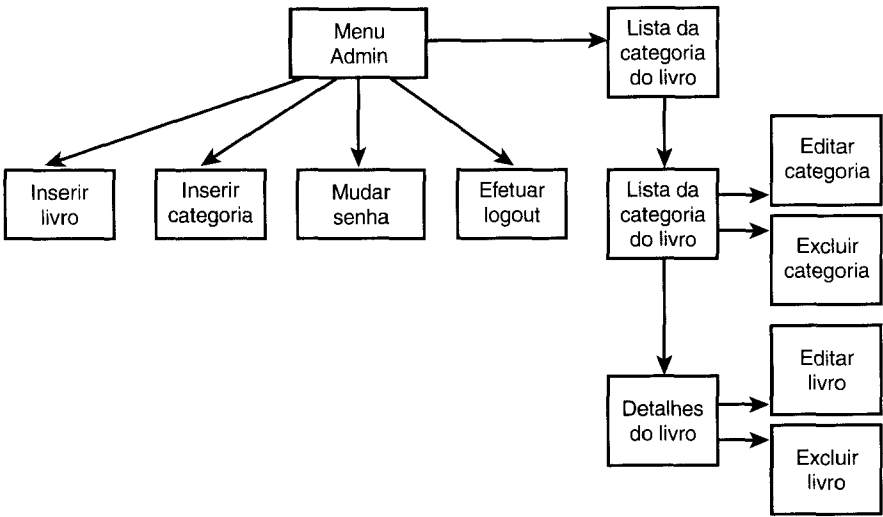 Menu
Admin
Lista da
categoria
do livro
Inserir
livro
Inserir
categoria
Mudar
senha
Efetuar
logout
Lista da
categoria
do livro
Editar
categoria
Excluir
categoria
Detalhes
do livro
Editar
livro
Excluir
livro